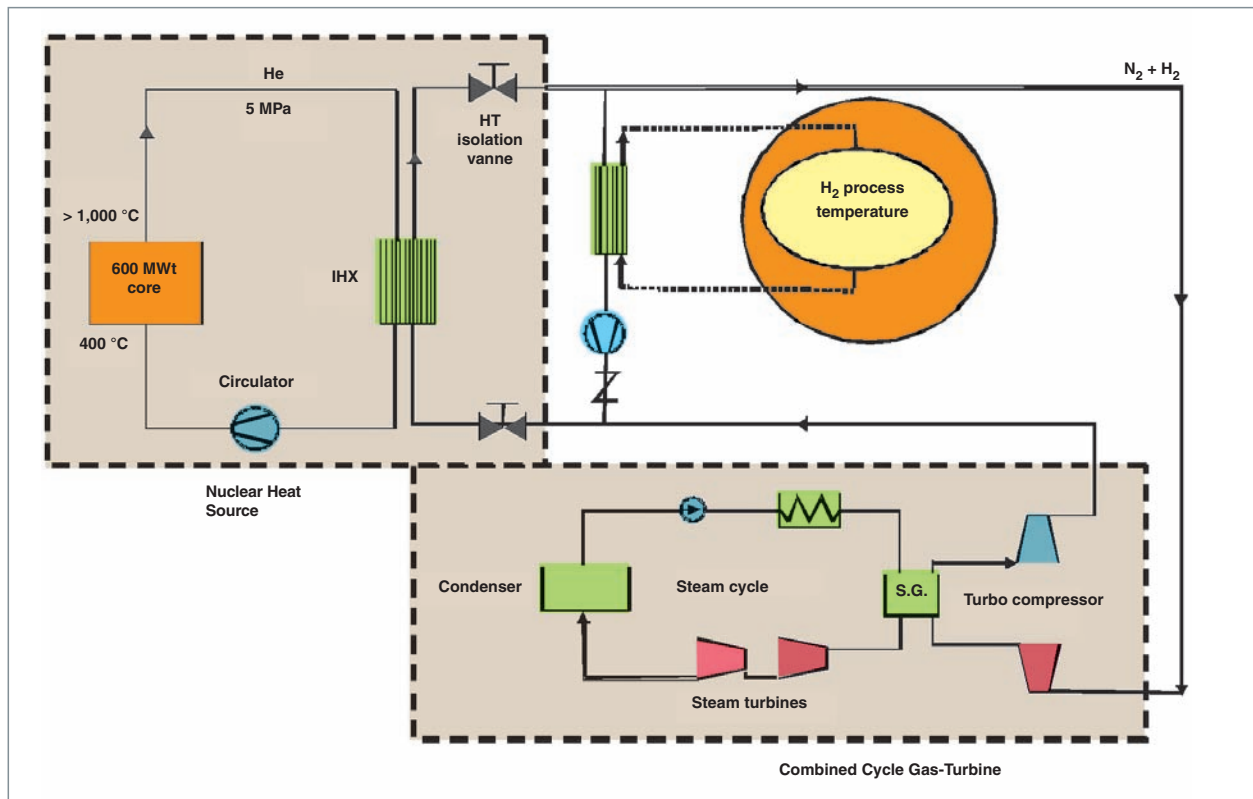 He
5 MPa
HT
isolation
vanne
N₂ + H₂
> 1,000 °C
600 MWt
core
400 °C
IHX
H₂ process
temperature
Circulator
Nuclear Heat
Source
Condenser
Steam cycle
S.G.
Turbo compressor
Steam turbines
Combined Cycle Gas-Turbine